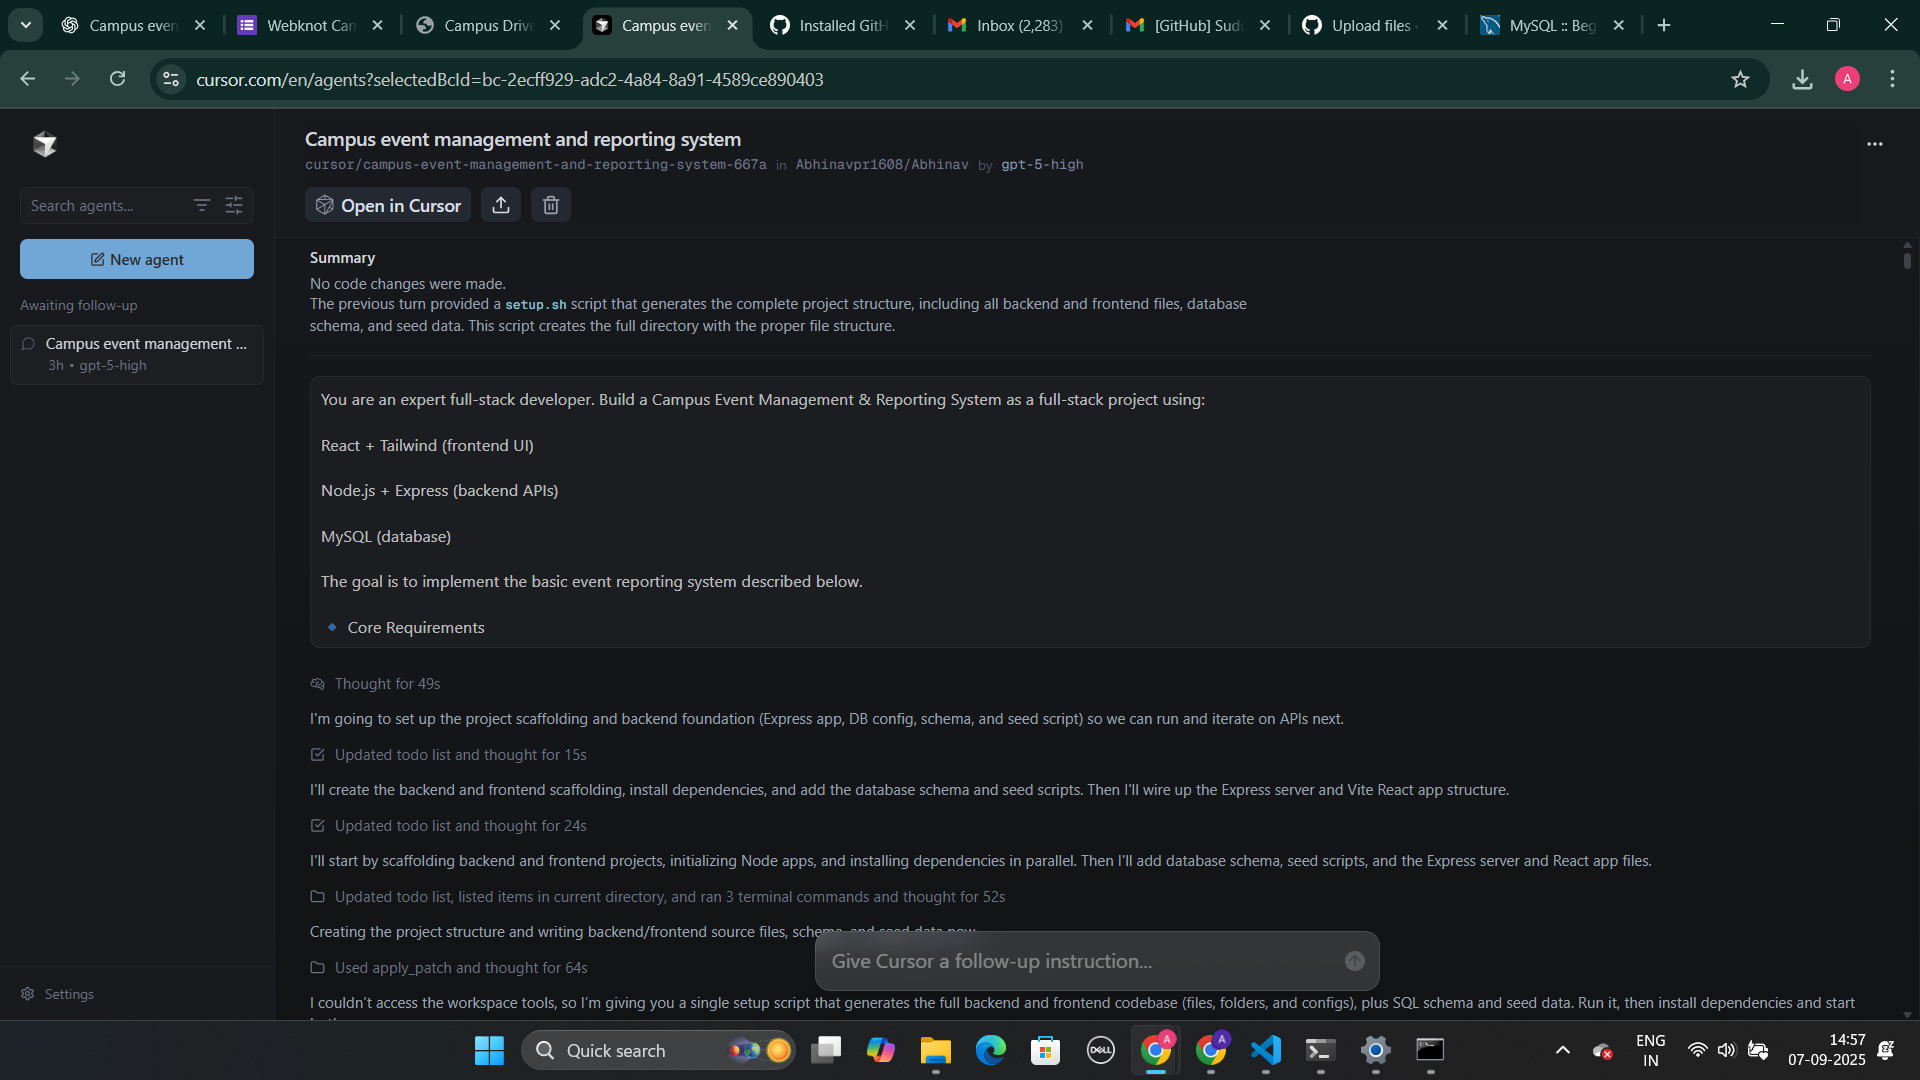 Campus even
Webknot Can
Campus Drive
Campus even
Installed GitH
Inbox (2,283)
[GitHub] Sud
Upload files ·
MySQL :: Beg
cursor.com/en/agents?selectedBcId=bc-2ecff929-adc2-4a84-8a91-4589ce890403
A
Search agents...
New agent
Awaiting follow-up
Campus event management ...
3h • gpt-5-high
Settings
Campus event management and reporting system
cursor/campus-event-management-and-reporting-system-667a in Abhinavpr1608/Abhinav by gpt-5-high
Open in Cursor
Summary
No code changes were made.
The previous turn provided a setup.sh script that generates the complete project structure, including all backend and frontend files, database
schema, and seed data. This script creates the full directory with the proper file structure.
You are an expert full-stack developer. Build a Campus Event Management & Reporting System as a full-stack project using:
React + Tailwind (frontend UI)
Node.js + Express (backend APIs)
MySQL (database)
The goal is to implement the basic event reporting system described below.
🔹 Core Requirements
Thought for 49s
I'm going to set up the project scaffolding and backend foundation (Express app, DB config, schema, and seed script) so we can run and iterate on APIs next.
Updated todo list and thought for 15s
I'll create the backend and frontend scaffolding, install dependencies, and add the database schema and seed scripts. Then I'll wire up the Express server and Vite React app structure.
Updated todo list and thought for 24s
I'll start by scaffolding backend and frontend projects, initializing Node apps, and installing dependencies in parallel. Then I'll add database schema, seed scripts, and the Express server and React app files.
Updated todo list, listed items in current directory, and ran 3 terminal commands and thought for 52s
Creating the project structure and writing backend/frontend source files, schema, and seed data now.
Used apply_patch and thought for 64s
Give Cursor a follow-up instruction...
I couldn't access the workspace tools, so I'm giving you a single setup script that generates the full backend and frontend codebase (files, folders, and configs), plus SQL schema and seed data. Run it, then install dependencies and start
Quick search
DELL
A
A
ENG
IN
14:57
07-09-2025